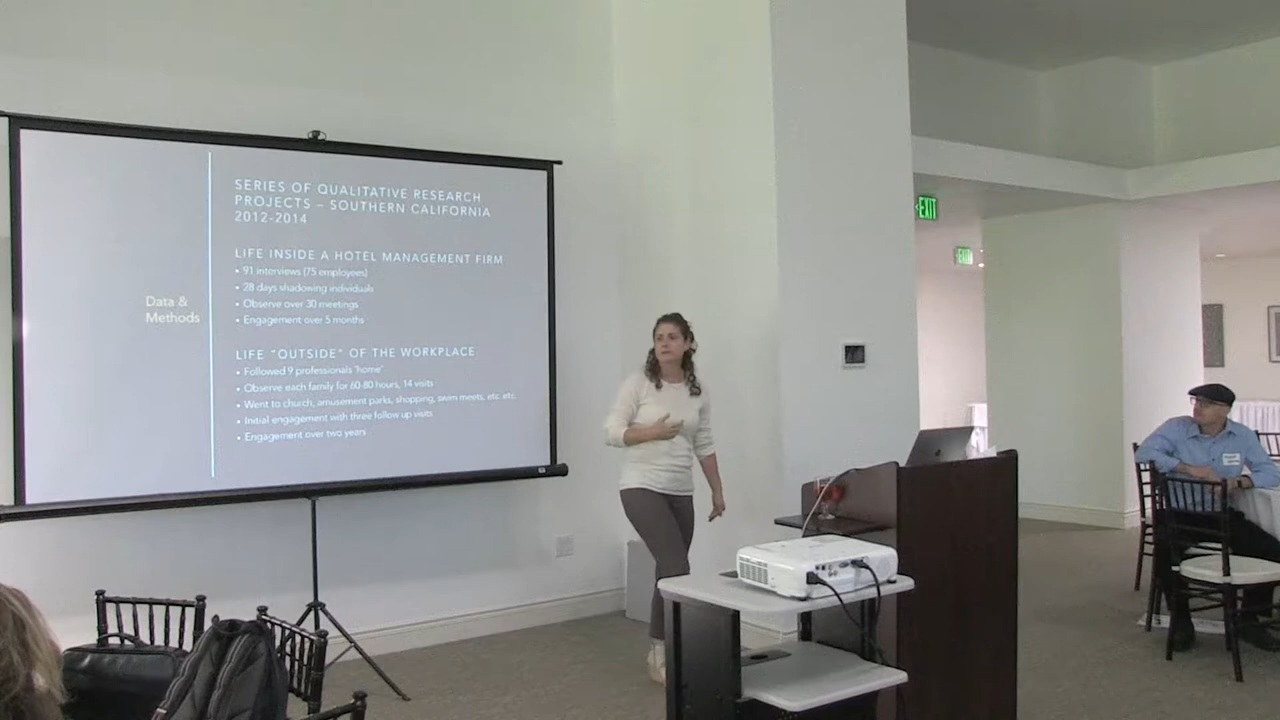 SERIES OF QUALITATIVE RESEARCH
PROJECTS – SOUTHERN CALIFORNIA
2012-2014
LIFE INSIDE A HOTEL MANAGEMENT FIRM
• 91 interviews (75 employees)
• 28 days shadowing individuals
• Observe over 30 meetings
• Engagement over 5 months
Data &
Methods
LIFE "OUTSIDE" OF THE WORKPLACE
• Followed 9 professionals "home"
• Observe each family for 60-80 hours, 14 visits
• Went to church, amusement parks, shopping, swim meets, etc. etc.
• Initial engagement with three follow up visits
• Engagement over two years
EXIT
EXIT